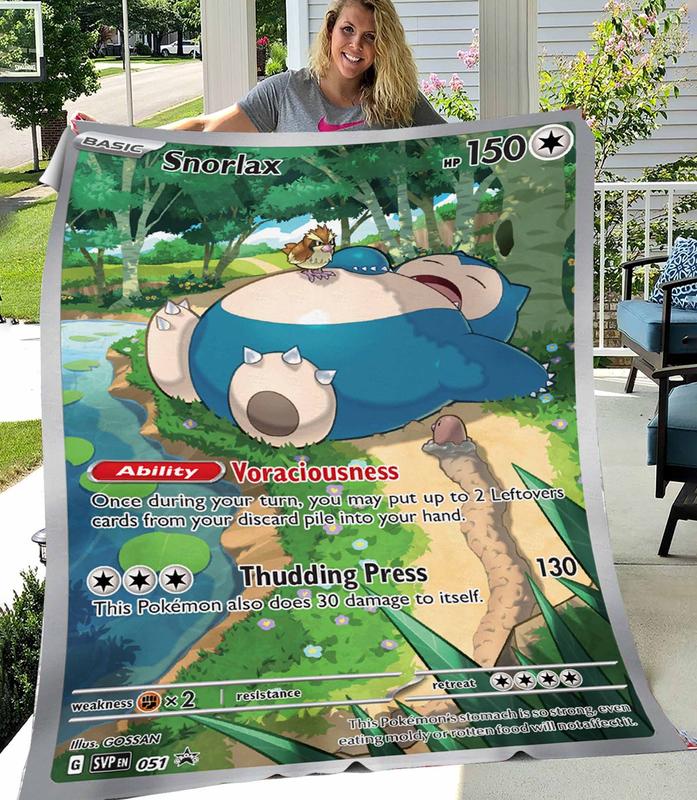 BASIC
Snorlax
HP 150
Ability Voraciousness
Once during your turn, you may put up to 2 Leftovers
cards from your discard pile into your hand.
Thudding Press 130
This Pokémon also does 30 damage to itself.
weakness ×2 resistance retreat
This Pokémon's stomach is so strong, even
eating moldy or rotten food will not affect it.
Illus. GOSSAN
G SVP EN 051